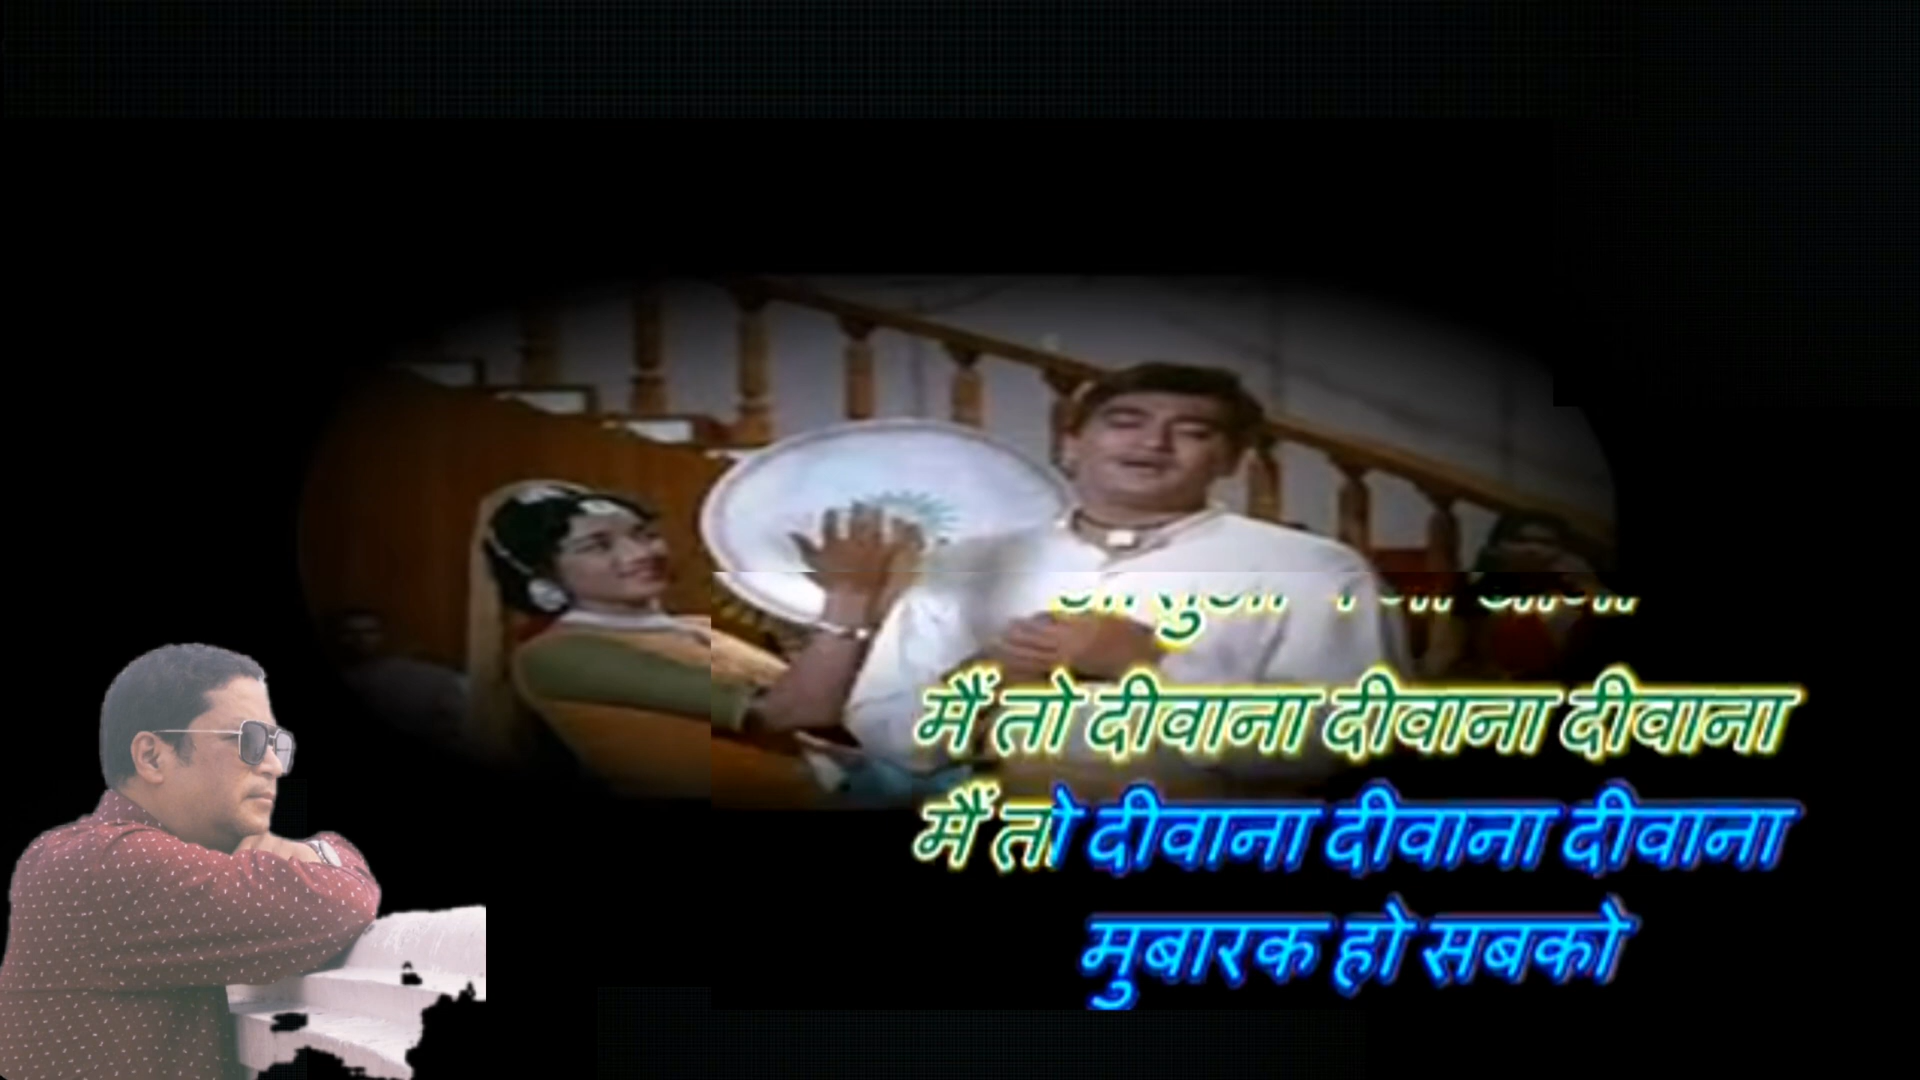 मैं तो दीवाना दीवाना दीवाना
मैं तो दीवाना दीवाना दीवाना
मुबारक हो सबको